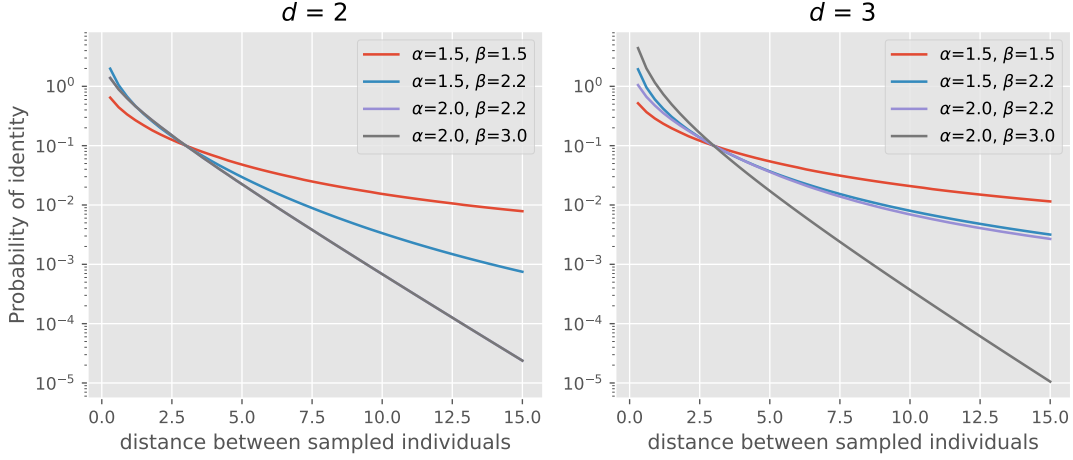 d = 2
α=1.5, β=1.5
α=1.5, β=2.2
α=2.0, β=2.2
α=2.0, β=3.0
Probability of identity
10⁰
10⁻¹
10⁻²
10⁻³
10⁻⁴
10⁻⁵
0.0 2.5 5.0 7.5 10.0 12.5 15.0
distance between sampled individuals
d = 3
α=1.5, β=1.5
α=1.5, β=2.2
α=2.0, β=2.2
α=2.0, β=3.0
10⁰
10⁻¹
10⁻²
10⁻³
10⁻⁴
10⁻⁵
0.0 2.5 5.0 7.5 10.0 12.5 15.0
distance between sampled individuals